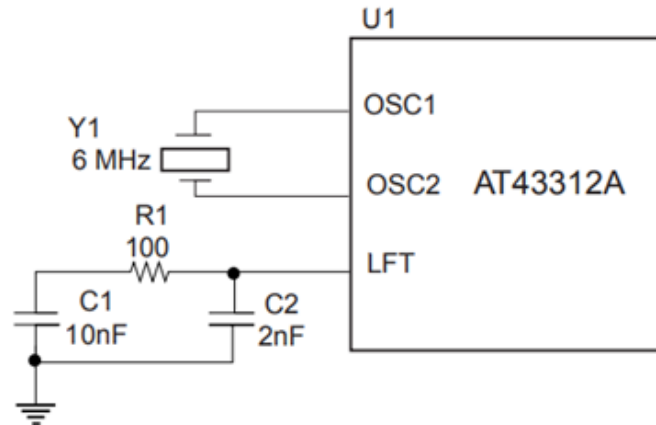 U1
OSC1
Y1
6 MHz
OSC2
AT43312A
R1
100
LFT
C1
10nF
C2
2nF